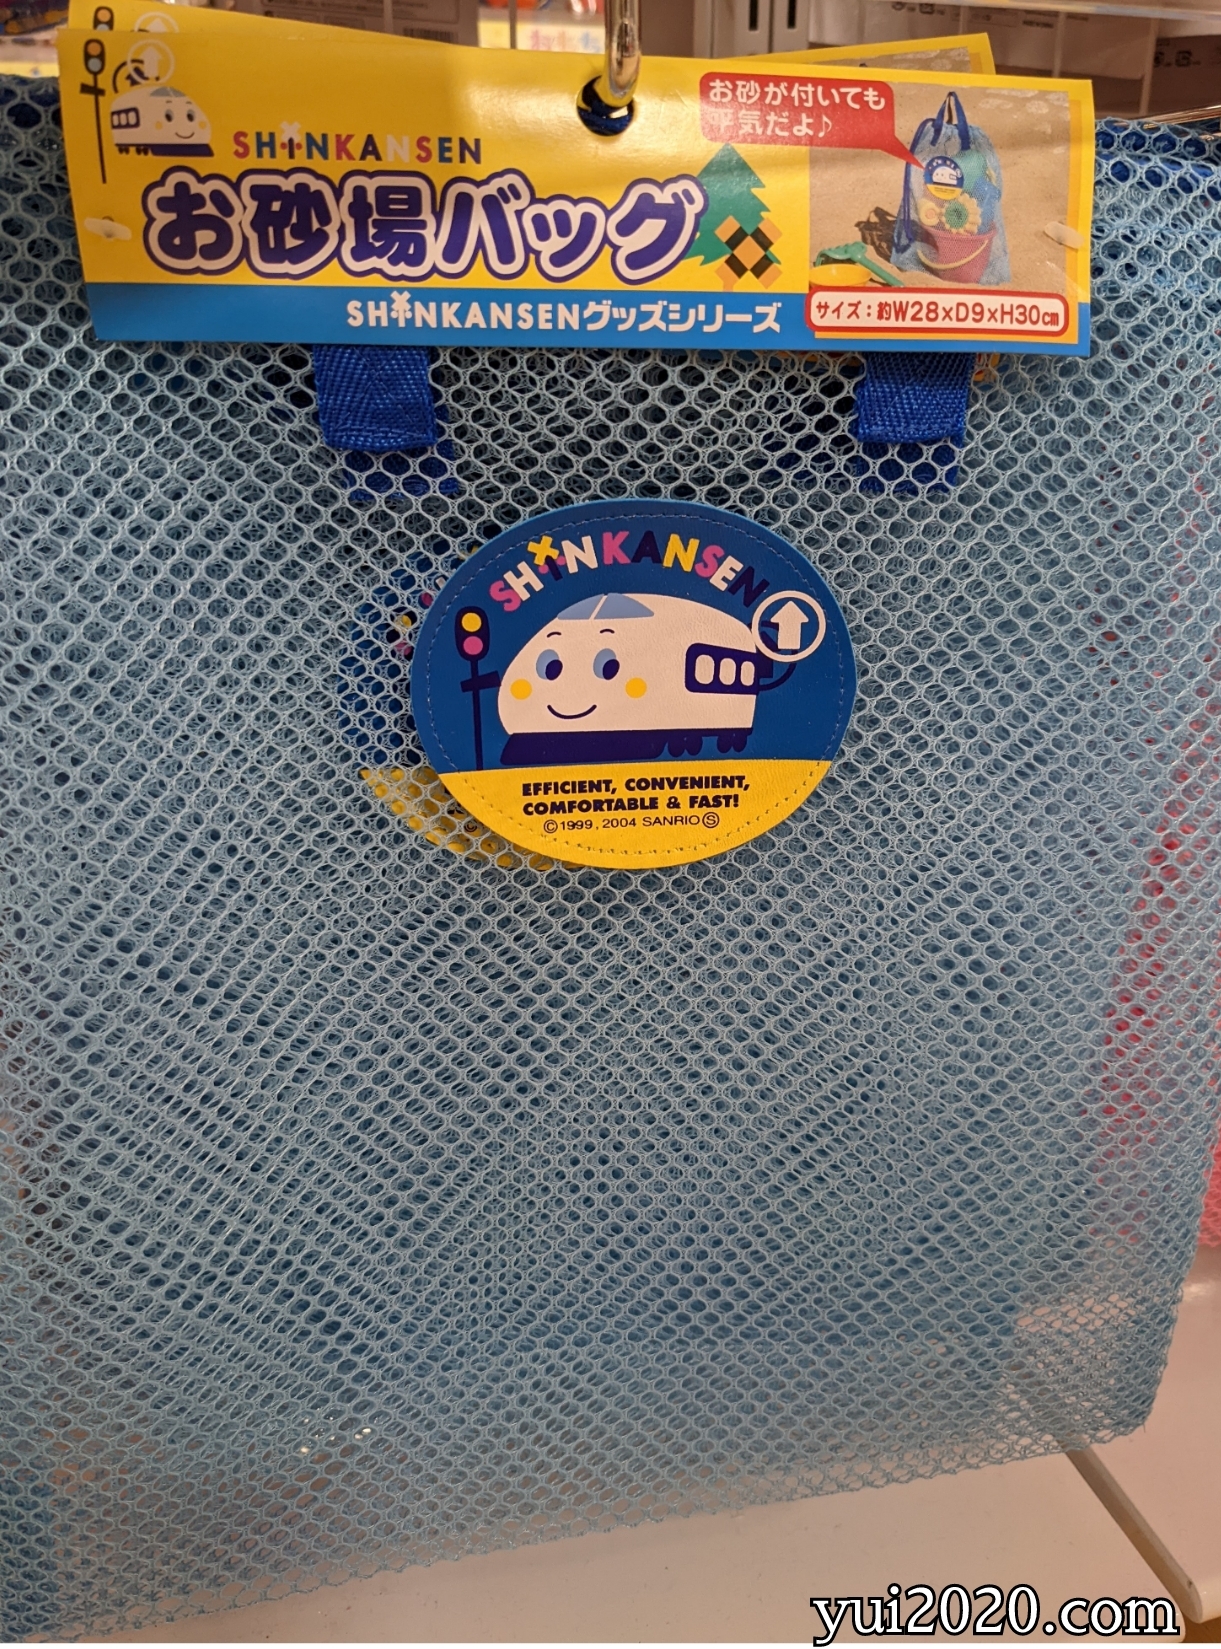 お砂が付いても
平気だよ♪
SHINKANSEN
お砂場バッグ
SHINKANSENグッズシリーズ
サイズ：約W28×D9×H30cm
SHINKANSEN
EFFICIENT, CONVENIENT,
COMFORTABLE & FAST!
©1999, 2004 SANRIO Ⓢ
yui2020.com